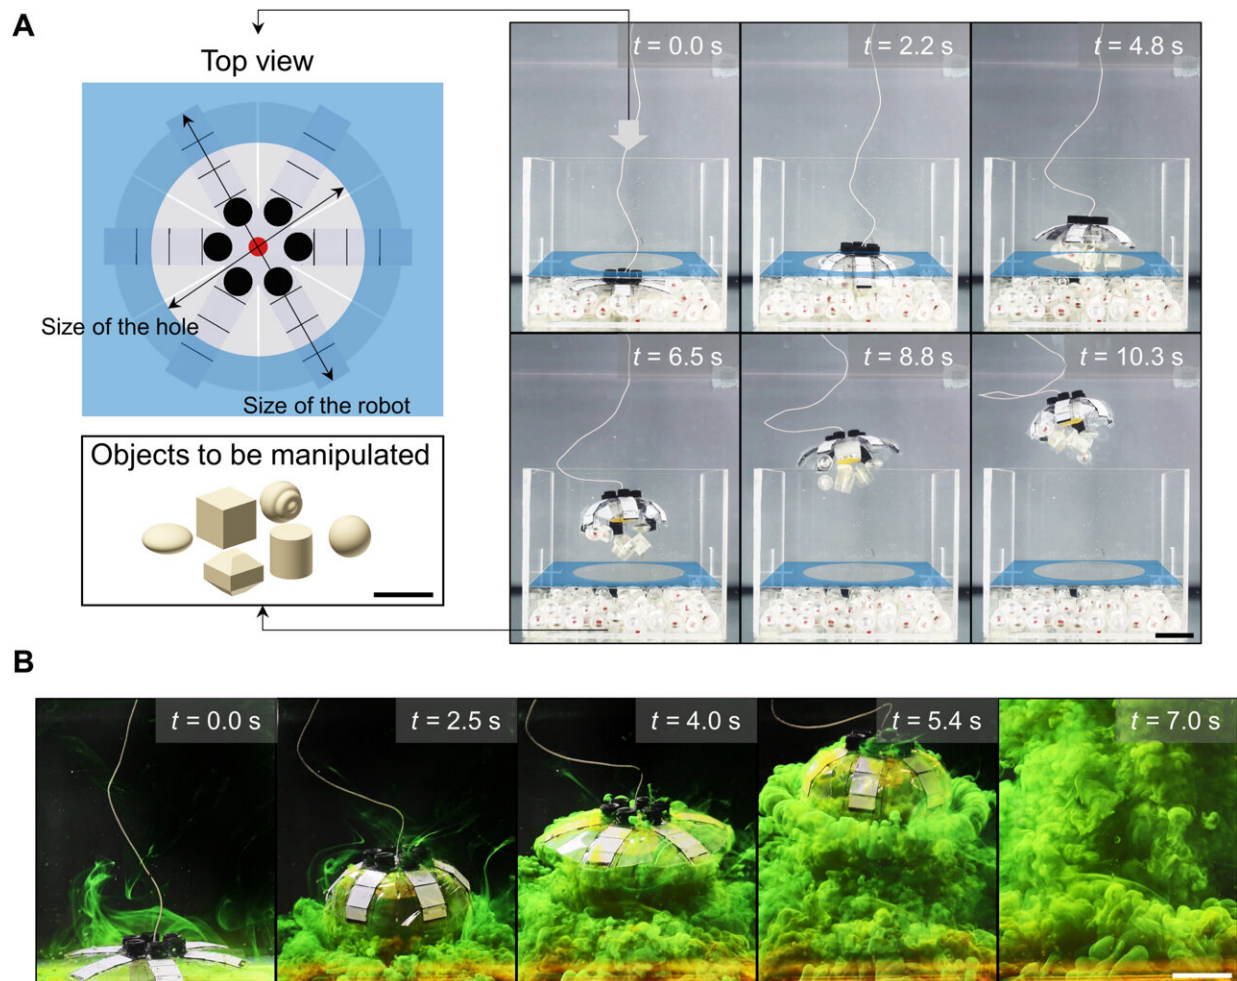 A
Top view
Size of the hole
Size of the robot
Objects to be manipulated
t = 0.0 s
t = 2.2 s
t = 4.8 s
t = 6.5 s
t = 8.8 s
t = 10.3 s
B
t = 0.0 s
t = 2.5 s
t = 4.0 s
t = 5.4 s
t = 7.0 s